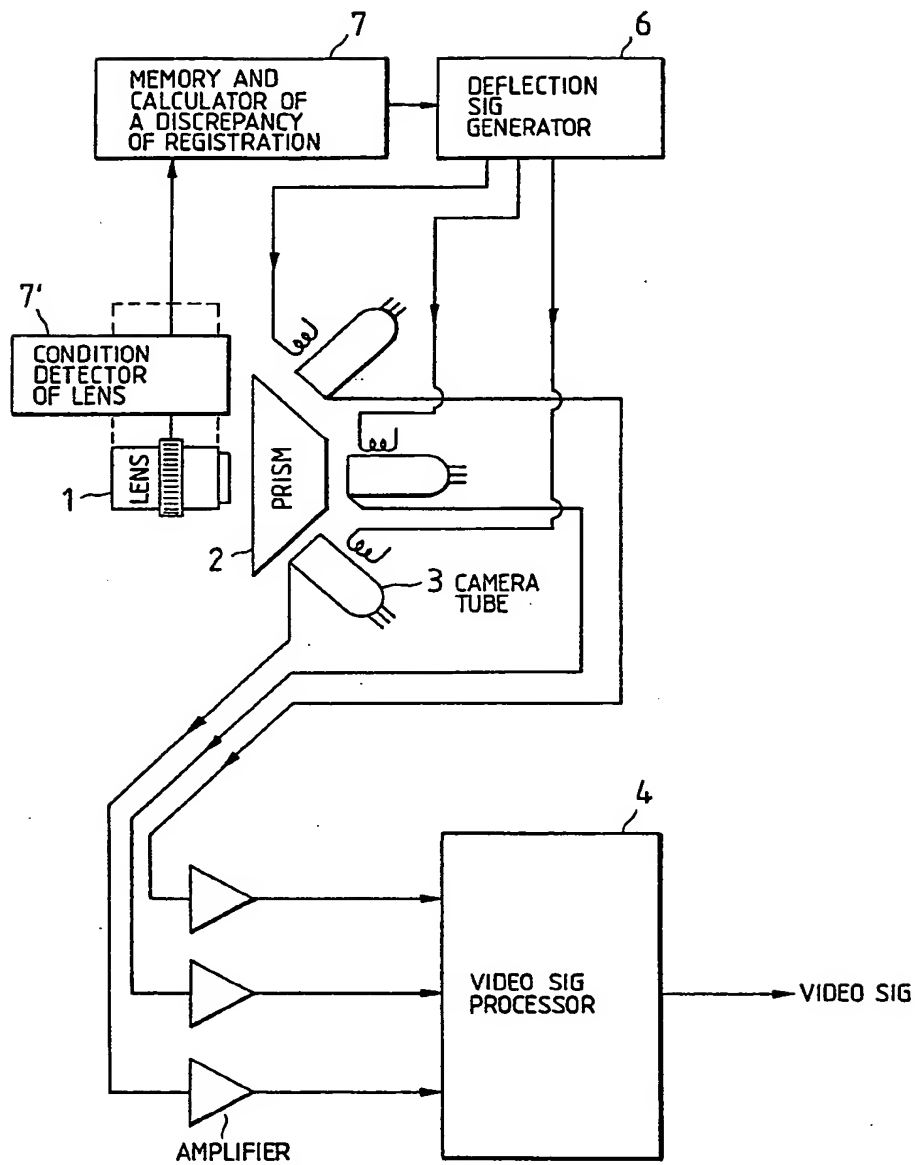 7
6
MEMORY AND
CALCULATOR OF
A DISCREPANCY
OF REGISTRATION
DEFLECTION
SIG
GENERATOR
7'
CONDITION
DETECTOR
OF LENS
LENS
1
PRISM
2
3 CAMERA
TUBE
4
VIDEO SIG
PROCESSOR
VIDEO SIG
AMPLIFIER